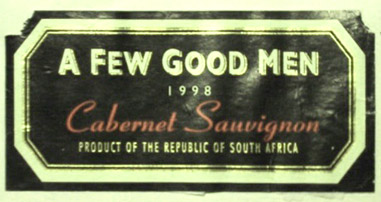 A FEW GOOD MEN
1998
Cabernet Sauvignon
PRODUCT OF THE REPUBLIC OF SOUTH AFRICA